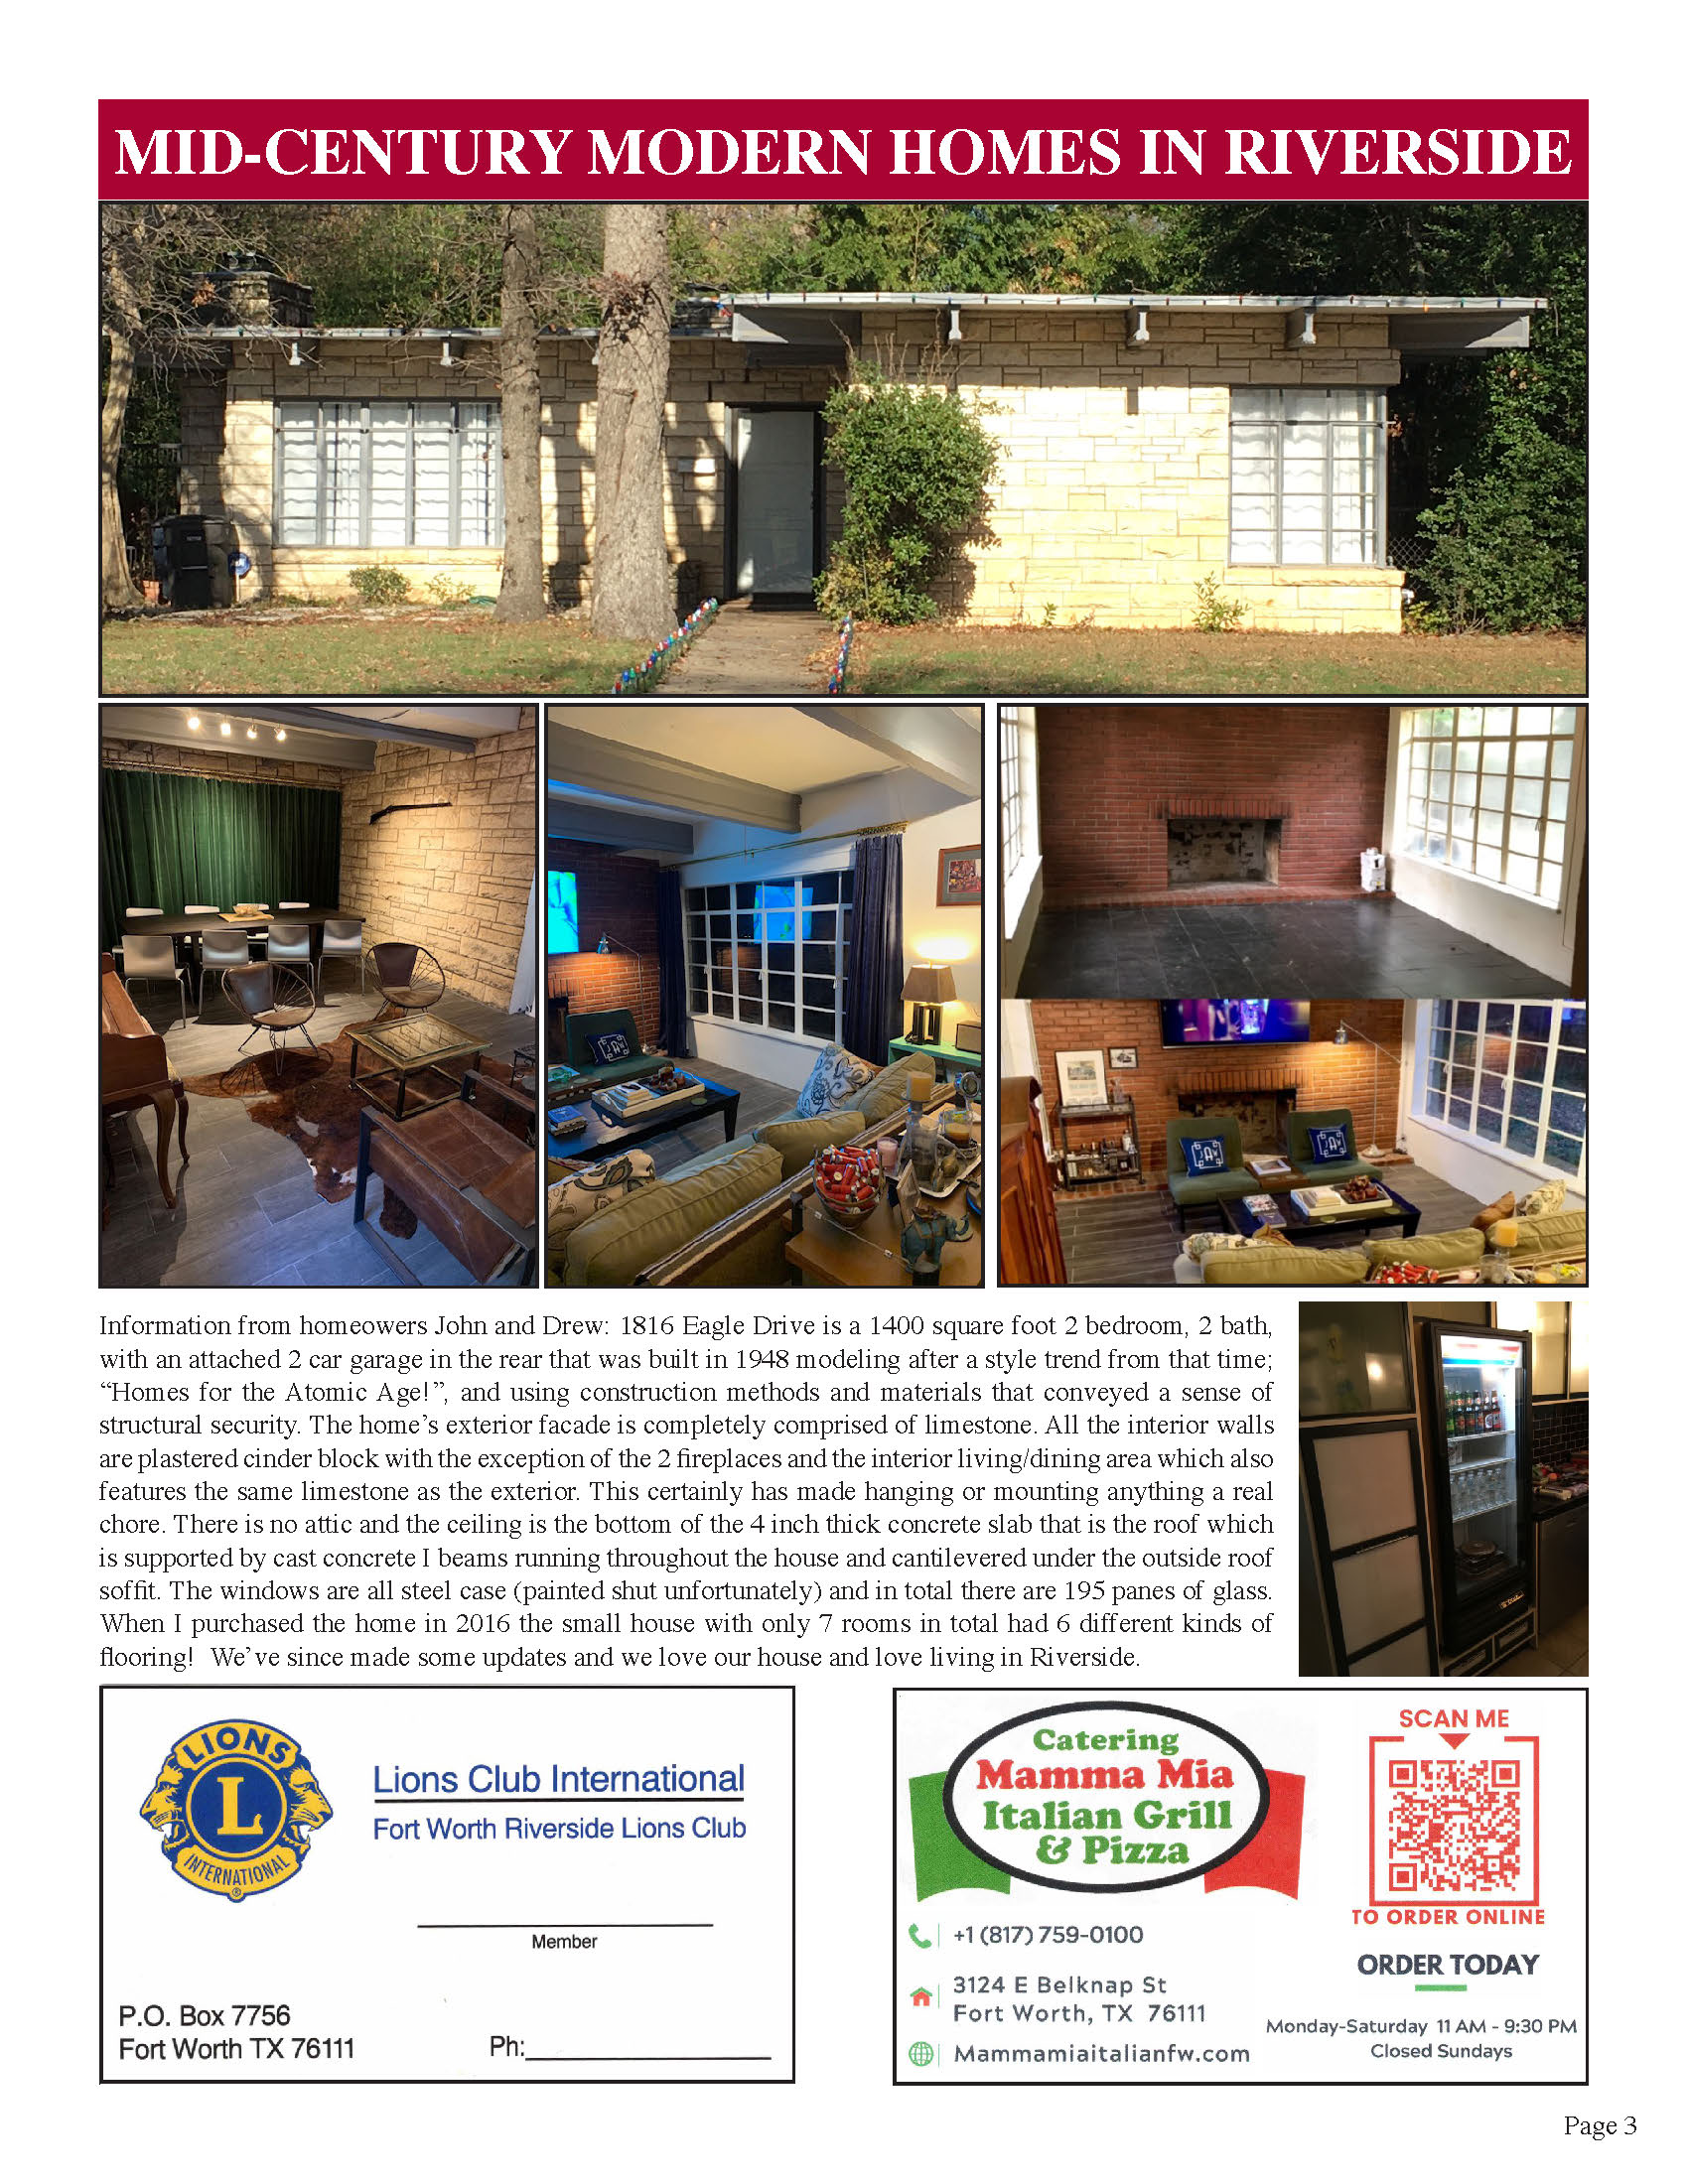 MID-CENTURY MODERN HOMES IN RIVERSIDE
Information from homeowers John and Drew: 1816 Eagle Drive is a 1400 square foot 2 bedroom, 2 bath,
with an attached 2 car garage in the rear that was built in 1948 modeling after a style trend from that time;
“Homes for the Atomic Age!”, and using construction methods and materials that conveyed a sense of
structural security. The home’s exterior facade is completely comprised of limestone. All the interior walls
are plastered cinder block with the exception of the 2 fireplaces and the interior living/dining area which also
features the same limestone as the exterior. This certainly has made hanging or mounting anything a real
chore. There is no attic and the ceiling is the bottom of the 4 inch thick concrete slab that is the roof which
is supported by cast concrete I beams running throughout the house and cantilevered under the outside roof
soffit. The windows are all steel case (painted shut unfortunately) and in total there are 195 panes of glass.
When I purchased the home in 2016 the small house with only 7 rooms in total had 6 different kinds of
flooring!  We’ve since made some updates and we love our house and love living in Riverside.
LIONS
L
INTERNATIONAL
®
Lions Club International
Fort Worth Riverside Lions Club
Member
P.O. Box 7756
Fort Worth TX 76111
Ph:
Catering
Mamma Mia
Italian Grill
& Pizza
+1 (817) 759-0100
3124 E Belknap St
Fort Worth, TX 76111
Mammamiaitalianfw.com
SCAN ME
TO ORDER ONLINE
ORDER TODAY
Monday-Saturday 11 AM - 9:30 PM
Closed Sundays
Page 3